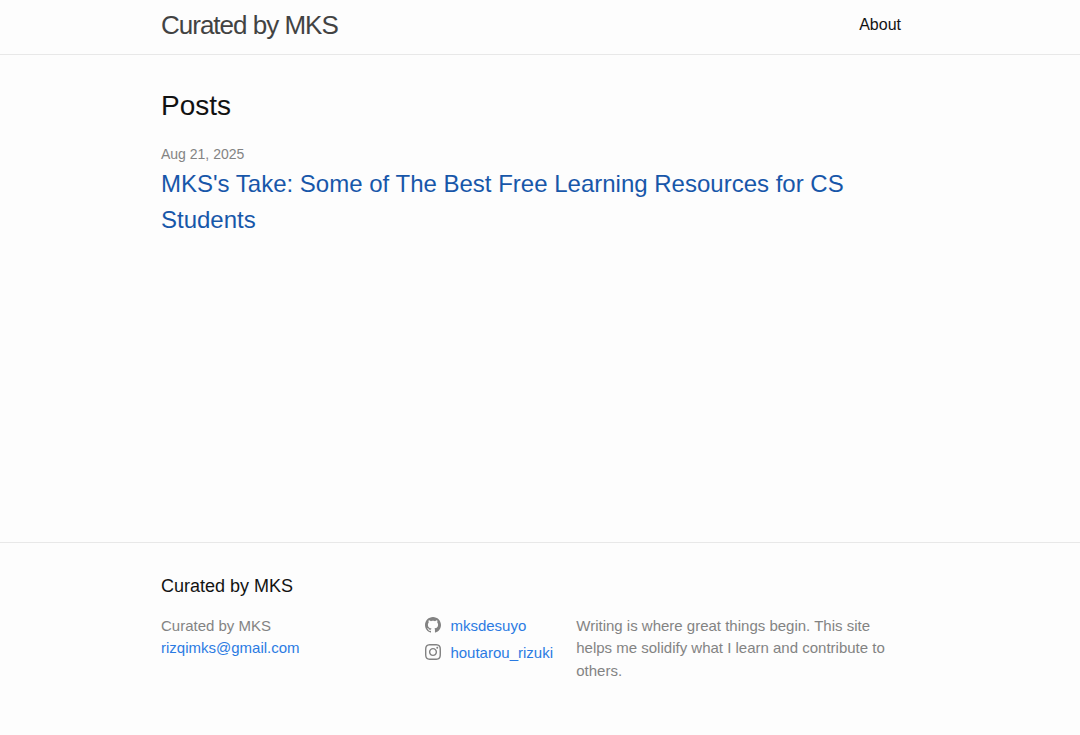 Curated by MKS
About
Posts
Aug 21, 2025
MKS's Take: Some of The Best Free Learning Resources for CS
Students
Curated by MKS
Curated by MKS
rizqimks@gmail.com
mksdesuyo
houtarou_rizuki
Writing is where great things begin. This site
helps me solidify what I learn and contribute to
others.